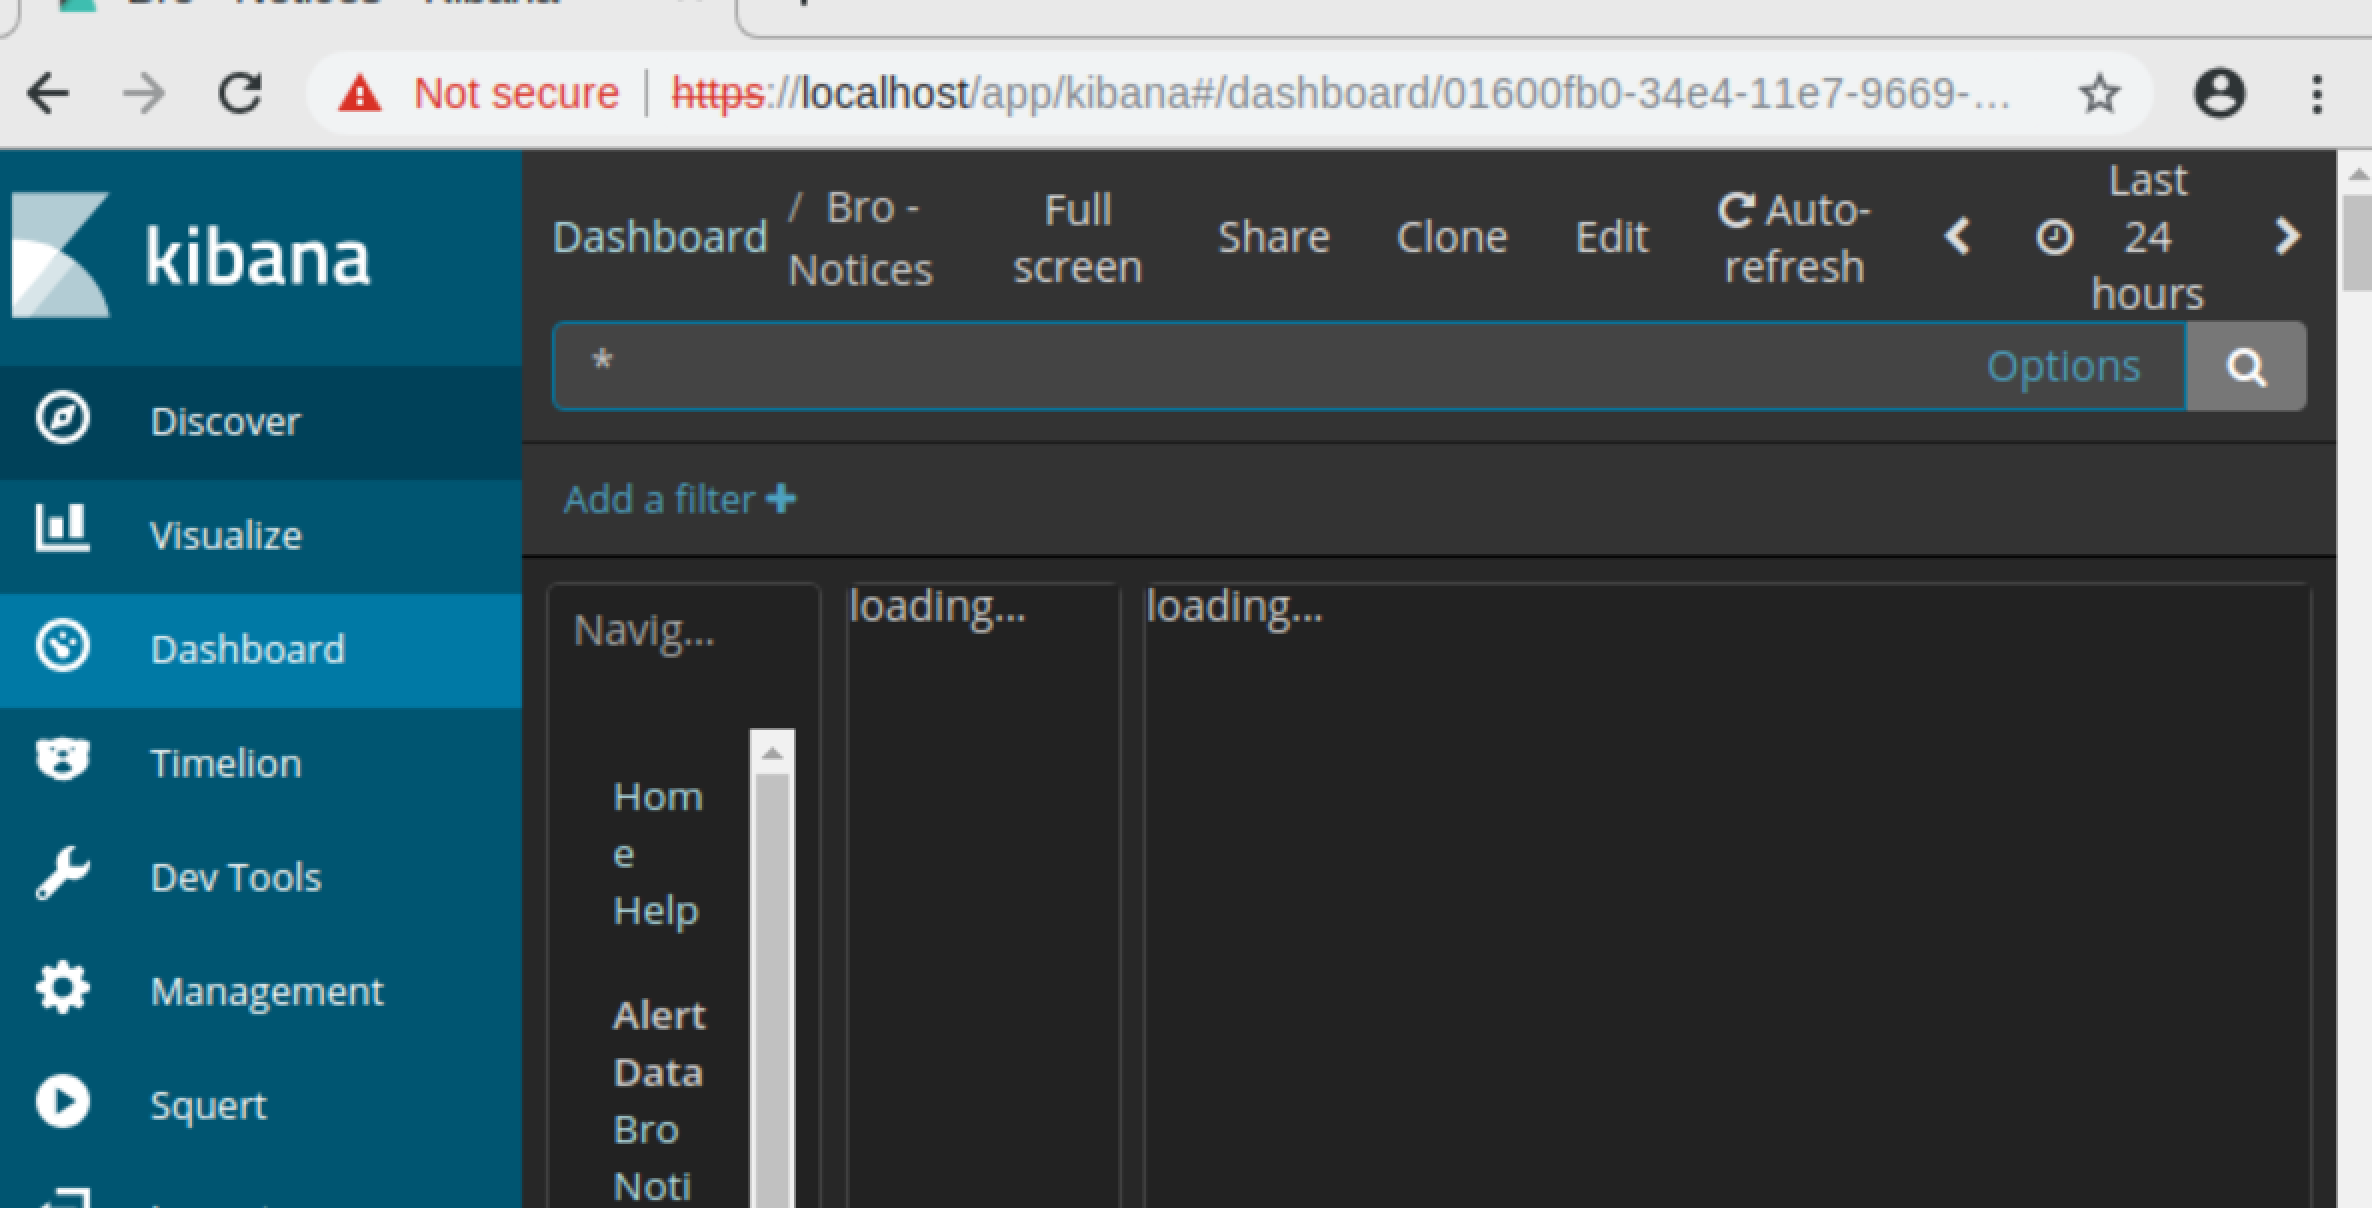 Not secure https://localhost/app/kibana#/dashboard/01600fb0-34e4-11e7-9669-...
kibana
Discover
Visualize
Dashboard
Timelion
Dev Tools
Management
Squert
Dashboard / Bro -
Notices
Full
screen
Share
Clone
Edit
Auto-
refresh
Last
24
hours
*
Options
Add a filter
Navig...
Hom
e
Help
Alert
Data
Bro
Noti
loading...
loading...